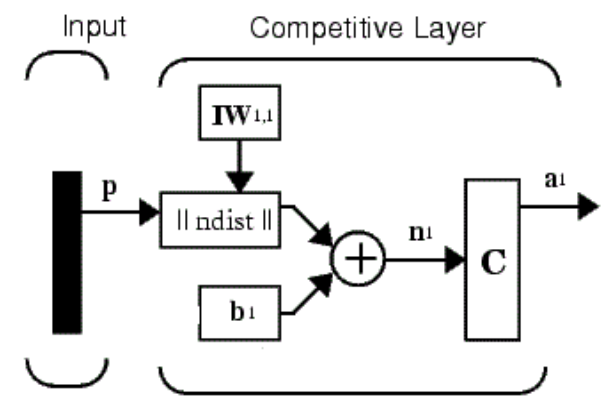 Input Competitive Layer
IW1,1
p
|| ndist ||
a1
n1
+
C
b1